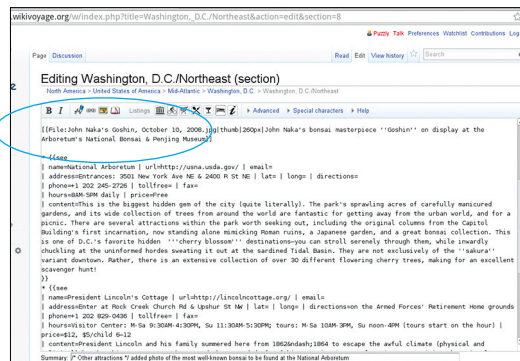 .wikivoyage.org/w/index.php?title=Washington,_D.C./Northeast&action=edit&section=8
Puzzly Talk Preferences Watchlist Contributions Log
Page Discussion Read Edit View history Search
Editing Washington, D.C./Northeast (section)
North America > United States of America > Mid-Atlantic > Washington, D.C. > Washington, D.C./Northeast
B I Listings Advanced Special characters Help
[[File:John Naka's Goshin, October 10, 2008.jpg|thumb|260px|John Naka's bonsai masterpiece ''Goshin'' on display at the
Arboretum's National Bonsai & Penjing Museum]]
* {{see
| name=National Arboretum | url=http://usna.usda.gov/ | email=
| address=Entrances: 3501 New York Ave NE & 2400 R St NE | lat= | long= | directions=
| phone=+1 202 245-2726 | tollfree= | fax=
| hours=8AM-5PM daily | price=Free
| content=This is the biggest hidden gem of the city (quite literally). The park's sprawling acres of carefully manicured
gardens, and its wide collection of trees from around the world are fantastic for getting away from the urban world, and for a
picnic. There are several attractions within the park worth seeking out, including the original columns from the Capitol
Building's first incarnation, now standing alone mimicking Roman ruins, a Japanese garden, and a great bonsai collection. This
is one of D.C.'s favorite hidden '''cherry blossom''' destinations—you can stroll serenely through them, while inwardly
chuckling at the uninformed hordes sweating it out at the sardined Tidal Basin. They are not exclusively of the ''sakura''
variant downtown. Rather, there is an extensive collection of over 30 different flowering cherry trees, making for an excellent
scavenger hunt!
}}
* {{see
| name=President Lincoln's Cottage | url=http://lincolncottage.org/ | email=
| address=Enter at Rock Creek Church Rd & Upshur St NW | lat= | long= | directions=on the Armed Forces' Retirement Home grounds
| phone=+1 202 829-0436 | tollfree= | fax=
| hours=Visitor Center: M-Sa 9:30AM-4:30PM, Su 11:30AM-5:30PM; tours: M-Sa 10AM-3PM, Su noon-4PM (tours start on the hour) |
price=$12, $5/child 6-12
| content=President Lincoln and his family summered here from 1862&ndash;1864 to escape the awful climate (physical and
Summary: /* Other attractions */ added photo of the most well-known bonsai to be found at the National Arboretum